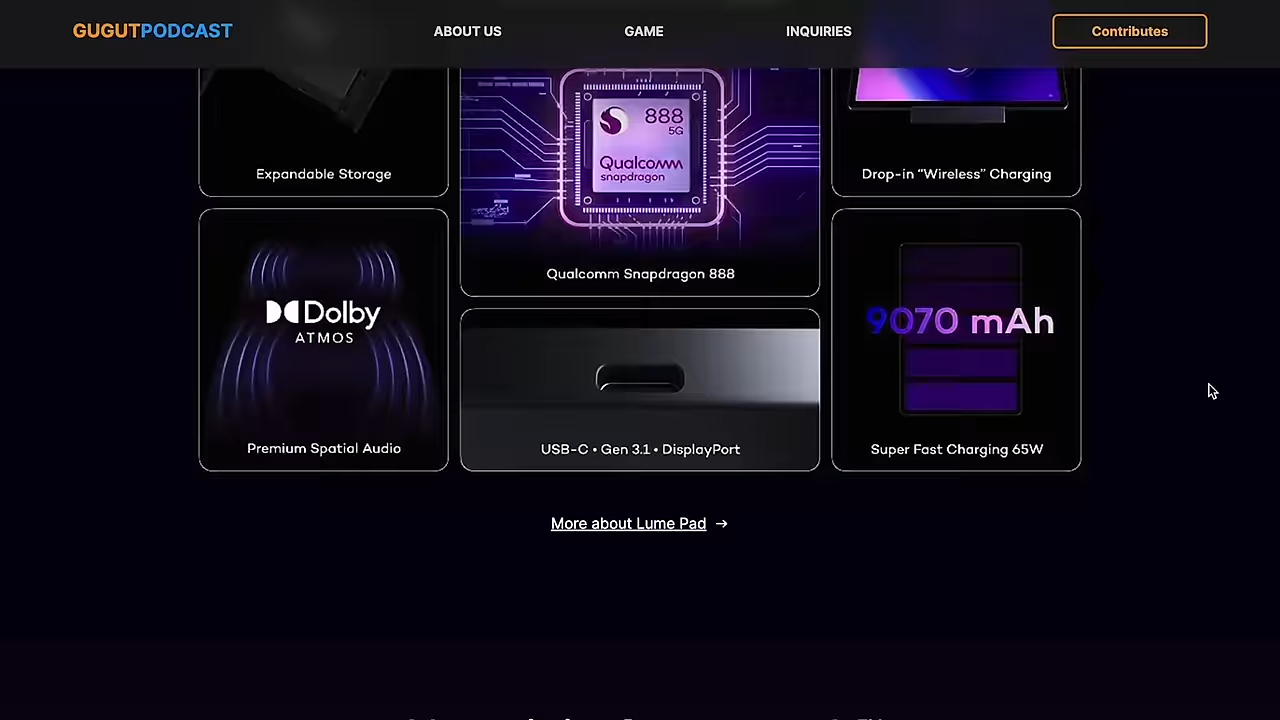 GUGUTPODCAST
ABOUT US
GAME
INQUIRIES
Contributes
888
5G
Qualcomm
snapdragon
Expandable Storage
Qualcomm Snapdragon 888
Drop-in “Wireless” Charging
Dolby
ATMOS
Premium Spatial Audio
USB-C • Gen 3.1 • DisplayPort
9070 mAh
Super Fast Charging 65W
More about Lume Pad →